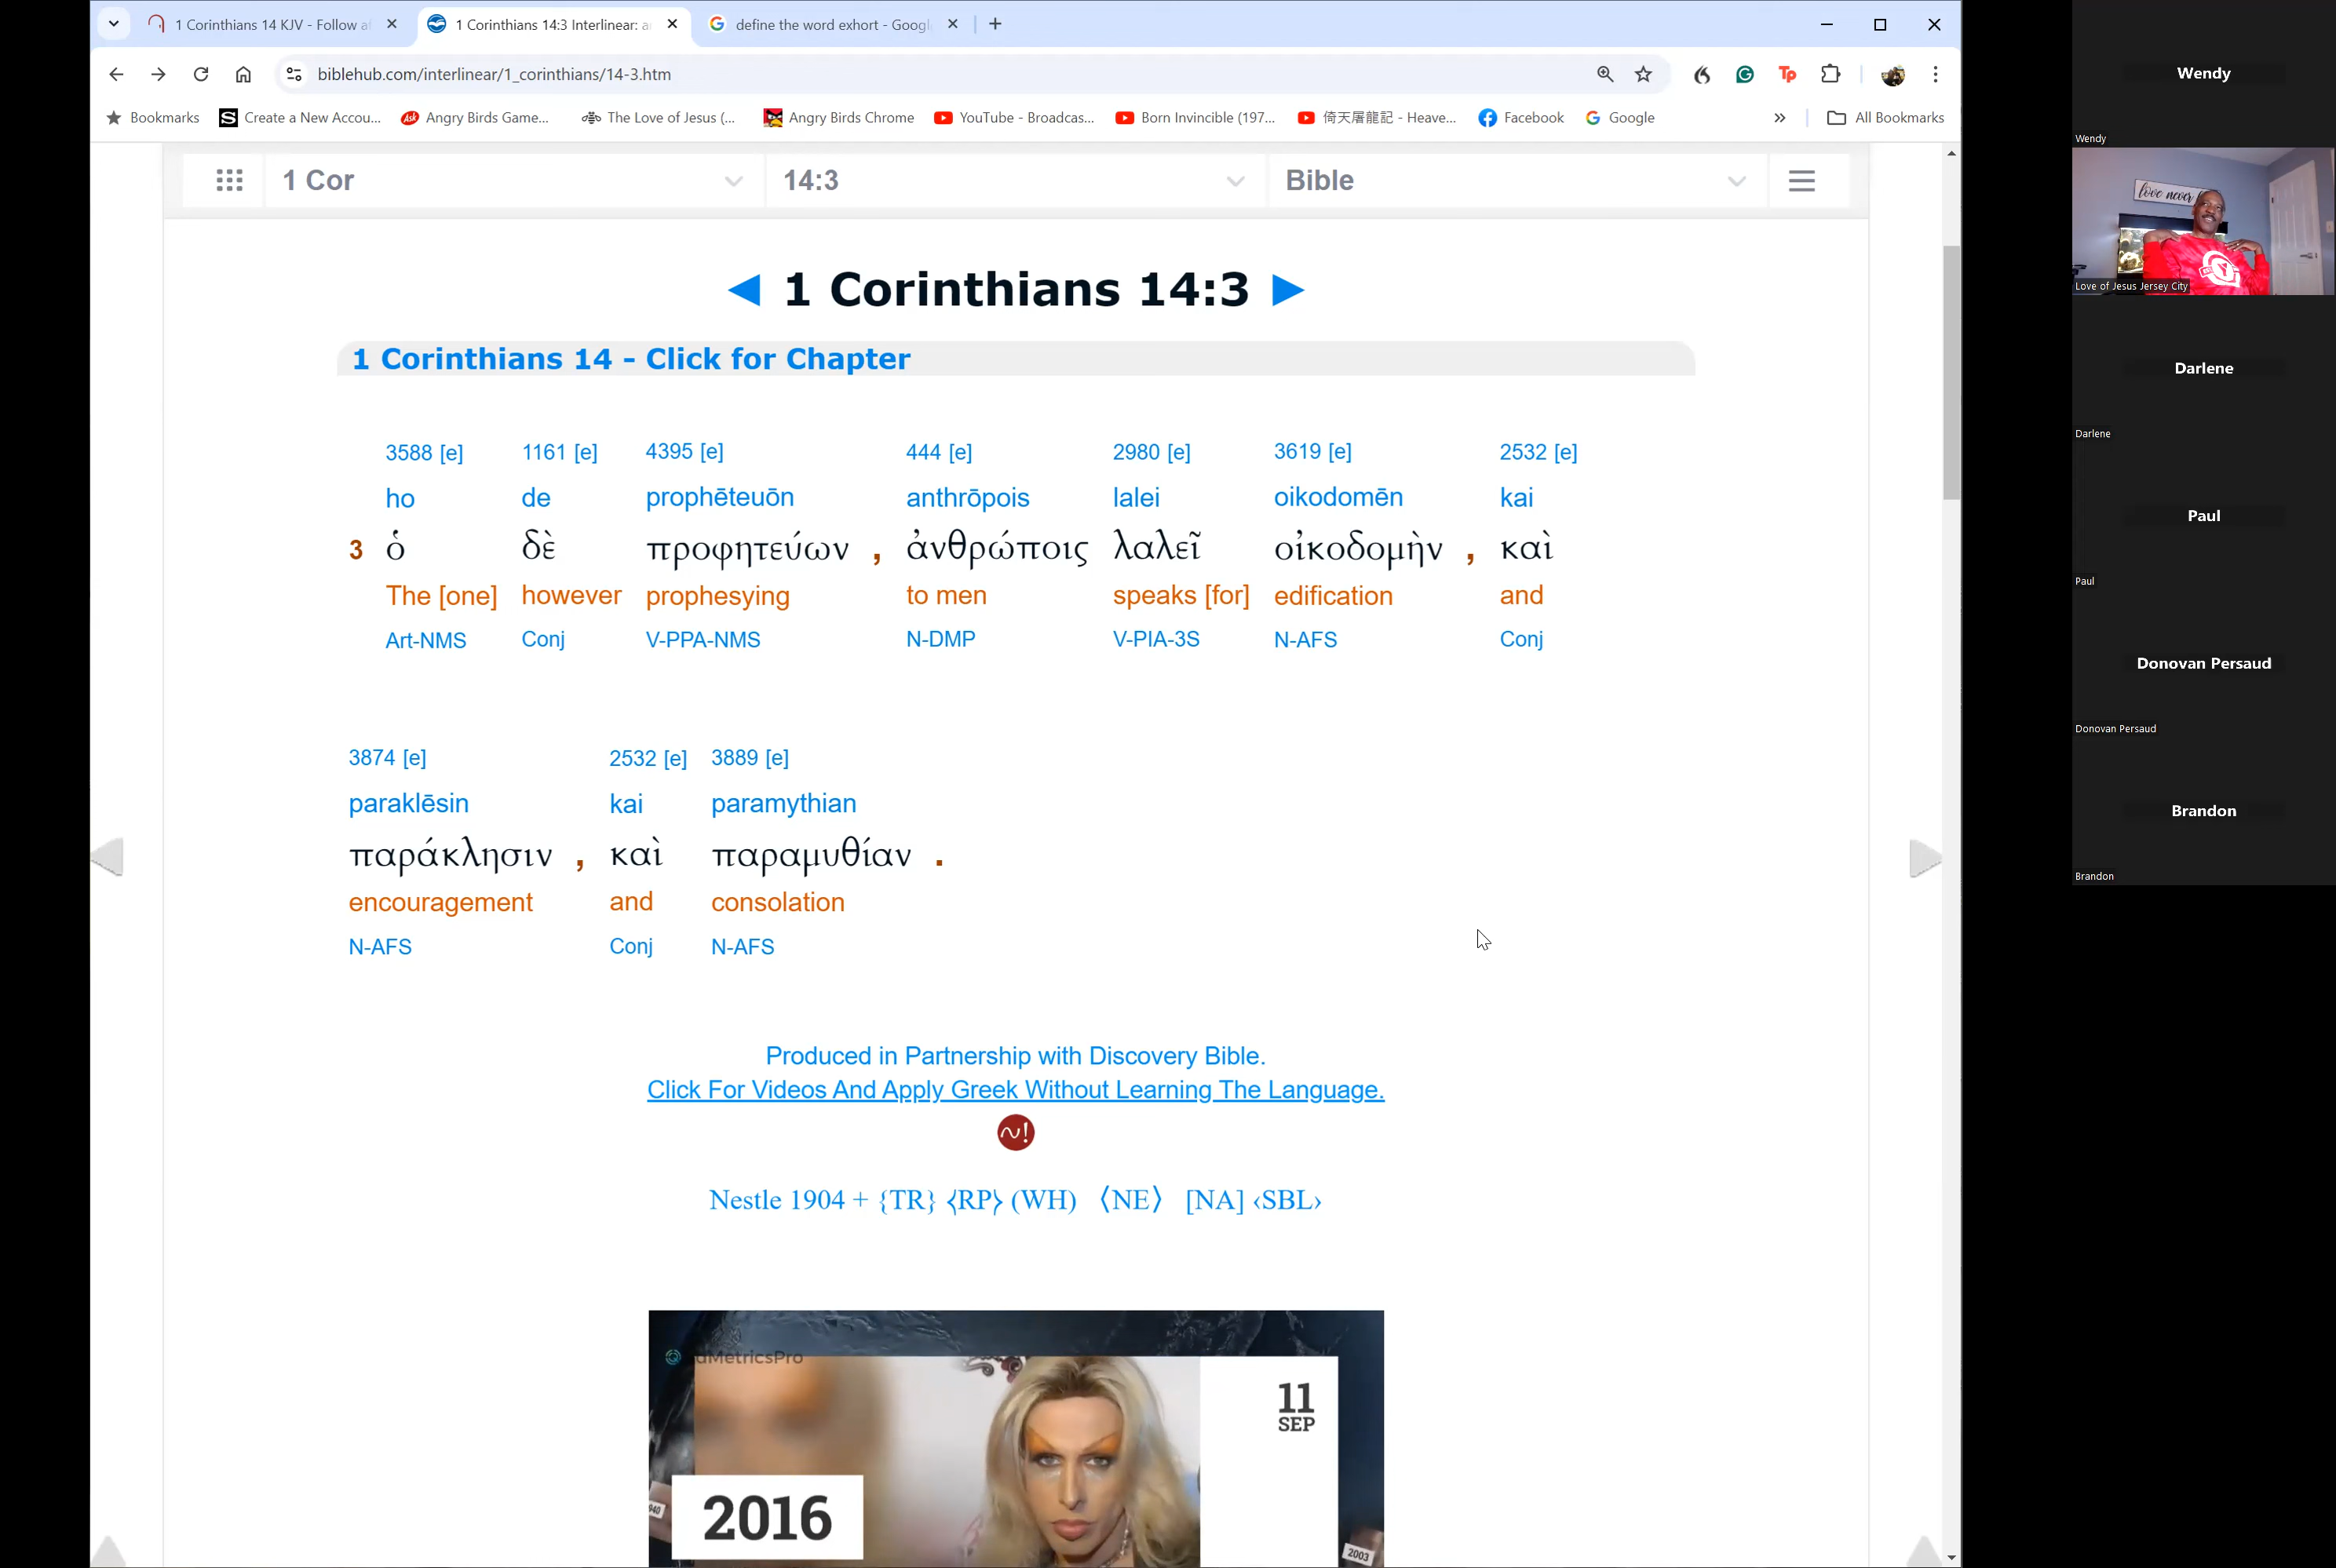 1 Corinthians 14 KJV - Follow a
1 Corinthians 14:3 Interlinear: a
define the word exhort - Googl
biblehub.com/interlinear/1_corinthians/14-3.htm
Bookmarks
Create a New Accou...
Angry Birds Game...
The Love of Jesus (...
Angry Birds Chrome
YouTube - Broadcas...
Born Invincible (197...
倚天屠龍記 - Heave...
Facebook
Google
»
All Bookmarks
1 Cor
14:3
Bible
1 Corinthians 14:3
1 Corinthians 14 - Click for Chapter
3588 [e] 1161 [e] 4395 [e] 444 [e] 2980 [e] 3619 [e] 2532 [e]
ho de prophēteuōn anthrōpois lalei oikodomēn kai
3 ὁ δὲ προφητεύων , ἀνθρώποις λαλεῖ οἰκοδομὴν , καὶ
The [one] however prophesying to men speaks [for] edification and
Art-NMS Conj V-PPA-NMS N-DMP V-PIA-3S N-AFS Conj
3874 [e] 2532 [e] 3889 [e]
paraklēsin kai paramythian
παράκλησιν , καὶ παραμυθίαν .
encouragement and consolation
N-AFS Conj N-AFS
Produced in Partnership with Discovery Bible.
Click For Videos And Apply Greek Without Learning The Language.
Nestle 1904 + {TR} ⧼RP⧽ (WH) 〈NE〉 [NA] ‹SBL›
11
SEP
2016
2003
Wendy
Wendy
love never
Love of Jesus Jersey City
Darlene
Darlene
Paul
Paul
Donovan Persaud
Donovan Persaud
Brandon
Brandon